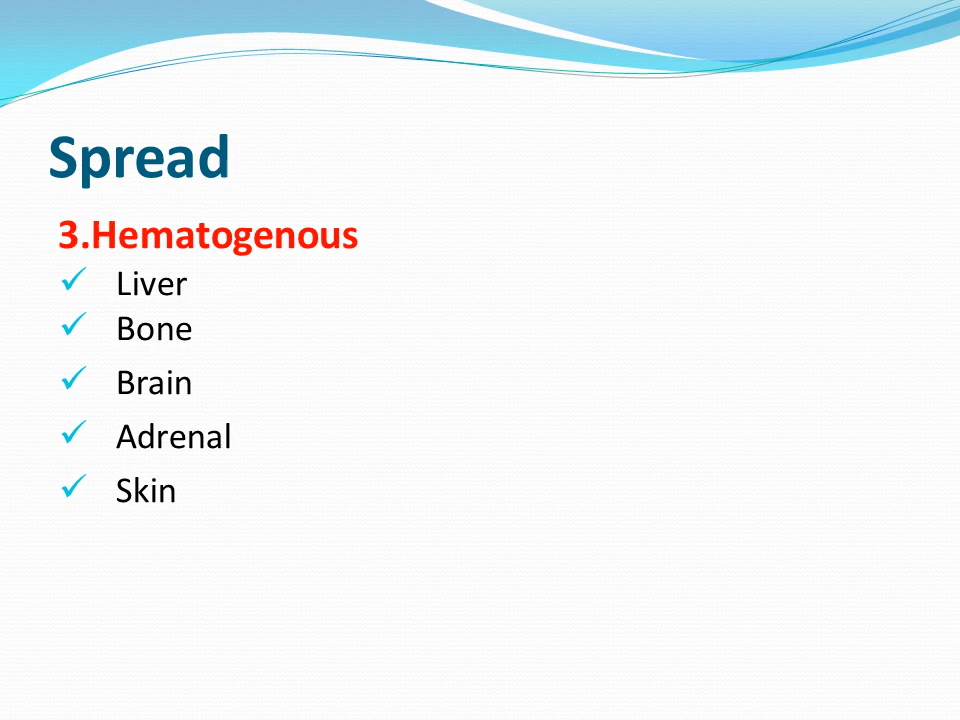 Spread
3.Hematogenous
✓ Liver
✓ Bone
✓ Brain
✓ Adrenal
✓ Skin